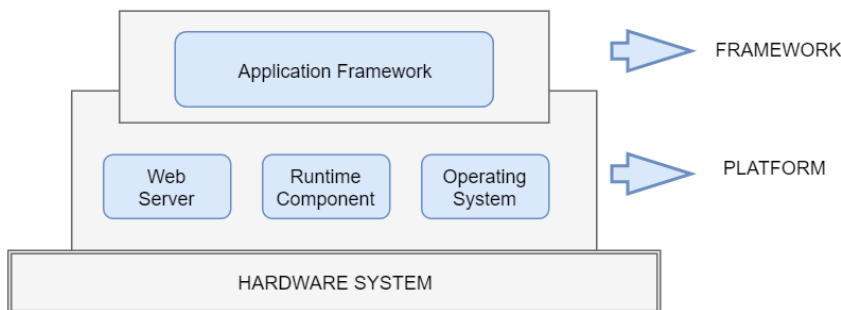 Application Framework
FRAMEWORK
Web
Server
Runtime
Component
Operating
System
PLATFORM
HARDWARE SYSTEM